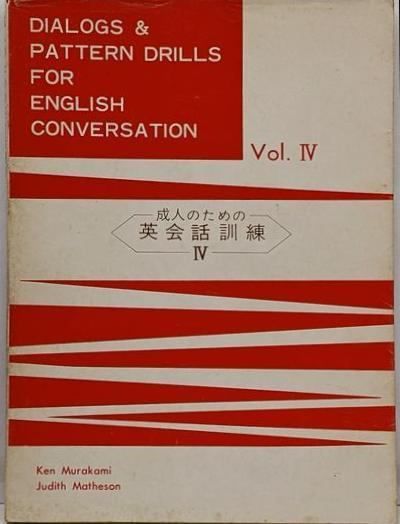 DIALOGS &
PATTERN DRILLS
FOR
ENGLISH
CONVERSATION
Vol. Ⅳ
成人のための
英会話訓練
Ⅳ
Ken Murakami
Judith Matheson